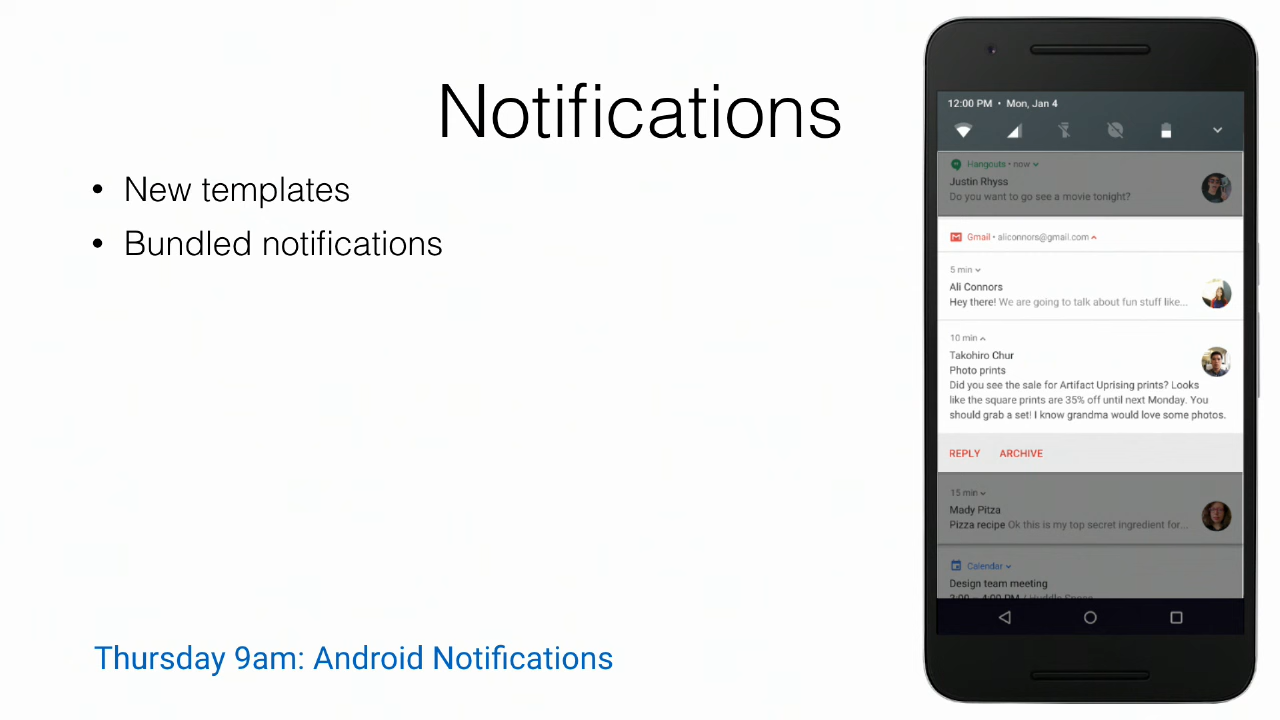 Notifications
• New templates
• Bundled notifications
Thursday 9am: Android Notifications
12:00 PM • Mon, Jan 4
Hangouts • now
Justin Rhyss
Do you want to go see a movie tonight?
Gmail • aliconnors@gmail.com
5 min
Ali Connors
Hey there! We are going to talk about fun stuff like...
10 min
Takohiro Chur
Photo prints
Did you see the sale for Artifact Uprising prints? Looks
like the square prints are 35% off until next Monday. You
should grab a set! I know grandma would love some photos.
REPLY ARCHIVE
15 min
Mady Pitza
Pizza recipe Ok this is my top secret ingredient for...
Calendar
Design team meeting